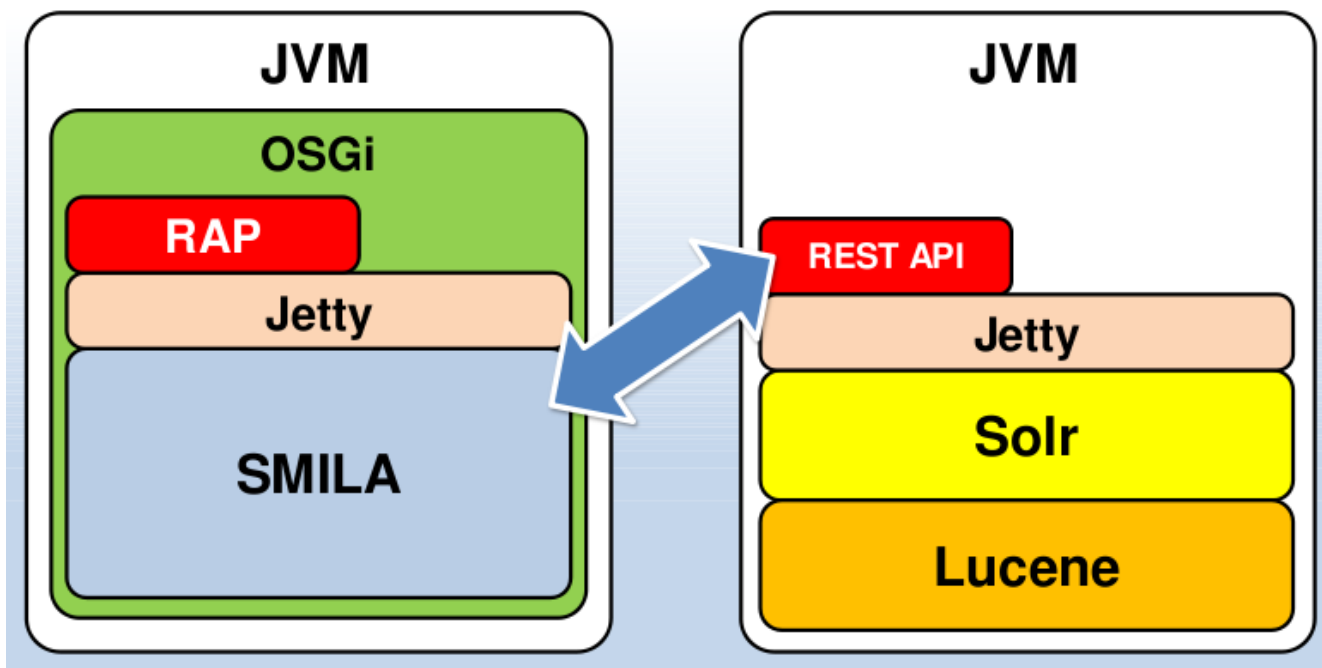 JVM
OSGi
RAP
Jetty
SMILA
JVM
REST API
Jetty
Solr
Lucene